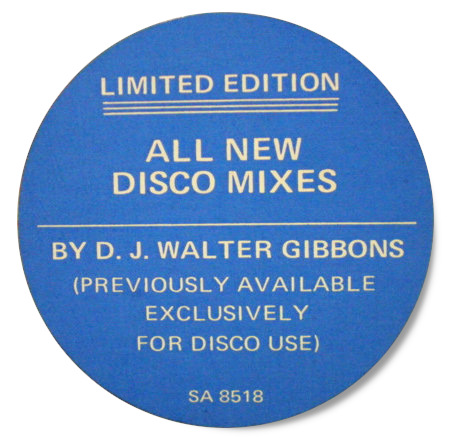 LIMITED EDITION
ALL NEW
DISCO MIXES
BY D. J. WALTER GIBBONS
(PREVIOUSLY AVAILABLE
EXCLUSIVELY
FOR DISCO USE)
SA 8518